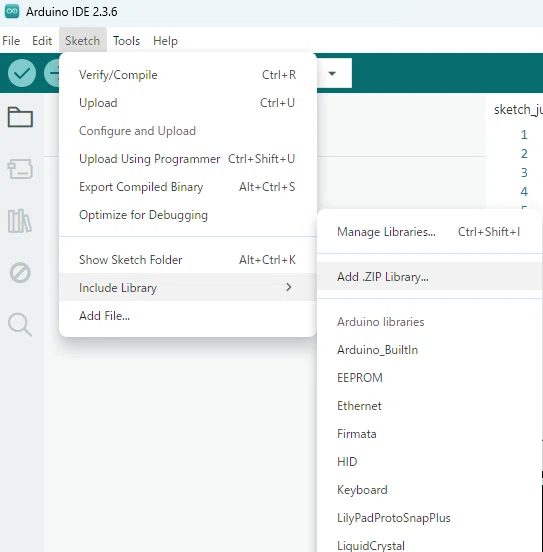 Arduino IDE 2.3.6
File Edit Sketch Tools Help
Verify/Compile Ctrl+R
Upload Ctrl+U
Configure and Upload
Upload Using Programmer Ctrl+Shift+U
Export Compiled Binary Alt+Ctrl+S
Optimize for Debugging
Show Sketch Folder Alt+Ctrl+K
Include Library
Add File...
sketch_ju
1
2
3
4
Manage Libraries... Ctrl+Shift+I
Add .ZIP Library...
Arduino libraries
Arduino_BuiltIn
EEPROM
Ethernet
Firmata
HID
Keyboard
LilyPadProtoSnapPlus
LiquidCrystal